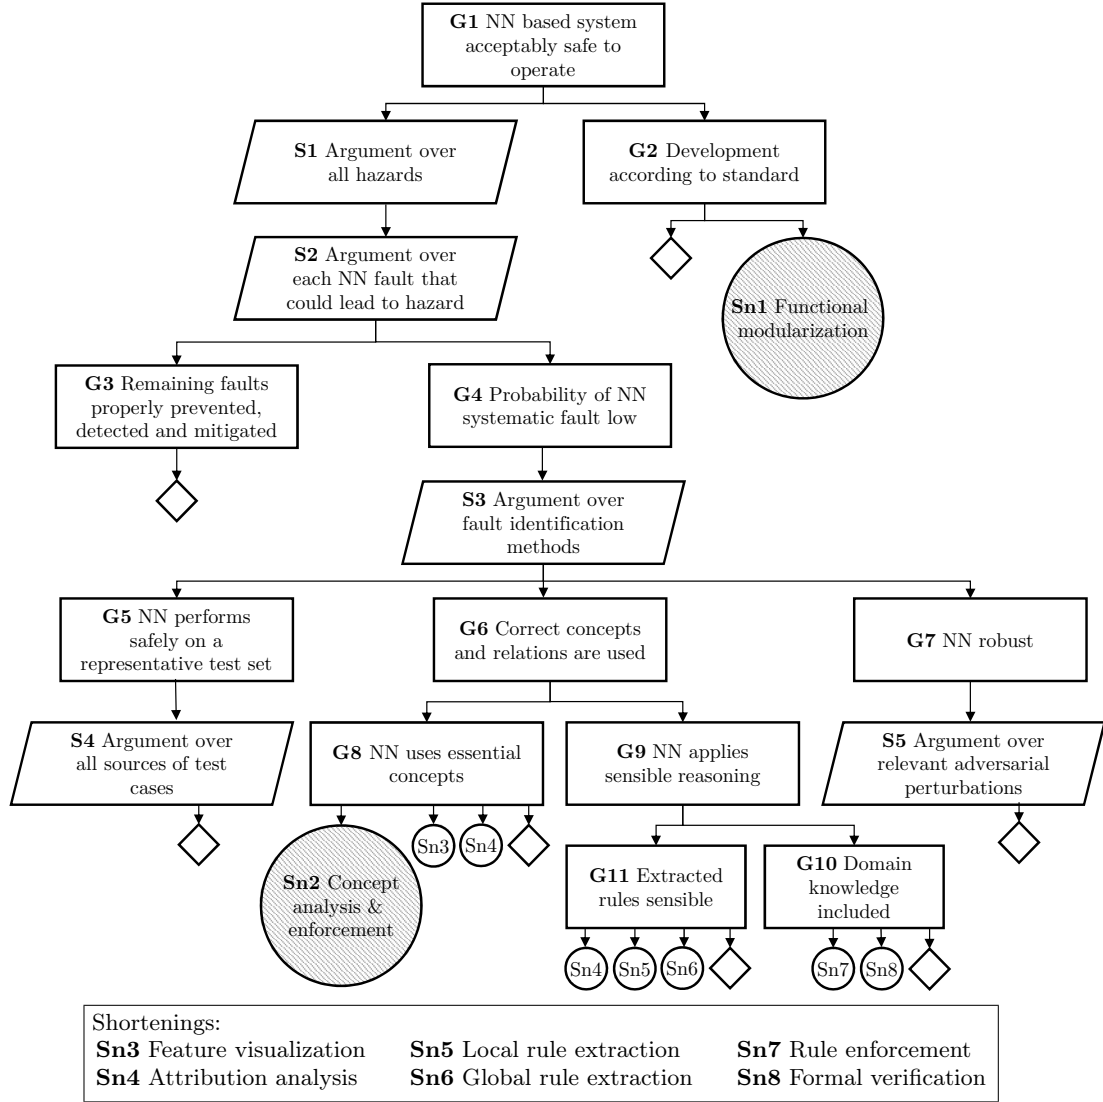 G1 NN based system
acceptably safe to
operate
S1 Argument over
all hazards
G2 Development
according to standard
S2 Argument over
each NN fault that
could lead to hazard
Sn1 Functional
modularization
G3 Remaining faults
properly prevented,
detected and mitigated
G4 Probability of NN
systematic fault low
S3 Argument over
fault identification
methods
G5 NN performs
safely on a
representative test set
G6 Correct concepts
and relations are used
G7 NN robust
S4 Argument over
all sources of test
cases
G8 NN uses essential
concepts
G9 NN applies
sensible reasoning
S5 Argument over
relevant adversarial
perturbations
Sn2 Concept
analysis &
enforcement
Sn3
Sn4
G11 Extracted
rules sensible
G10 Domain
knowledge
included
Sn4
Sn5
Sn6
Sn7
Sn8
Shortenings:
Sn3 Feature visualization
Sn5 Local rule extraction
Sn7 Rule enforcement
Sn4 Attribution analysis
Sn6 Global rule extraction
Sn8 Formal verification